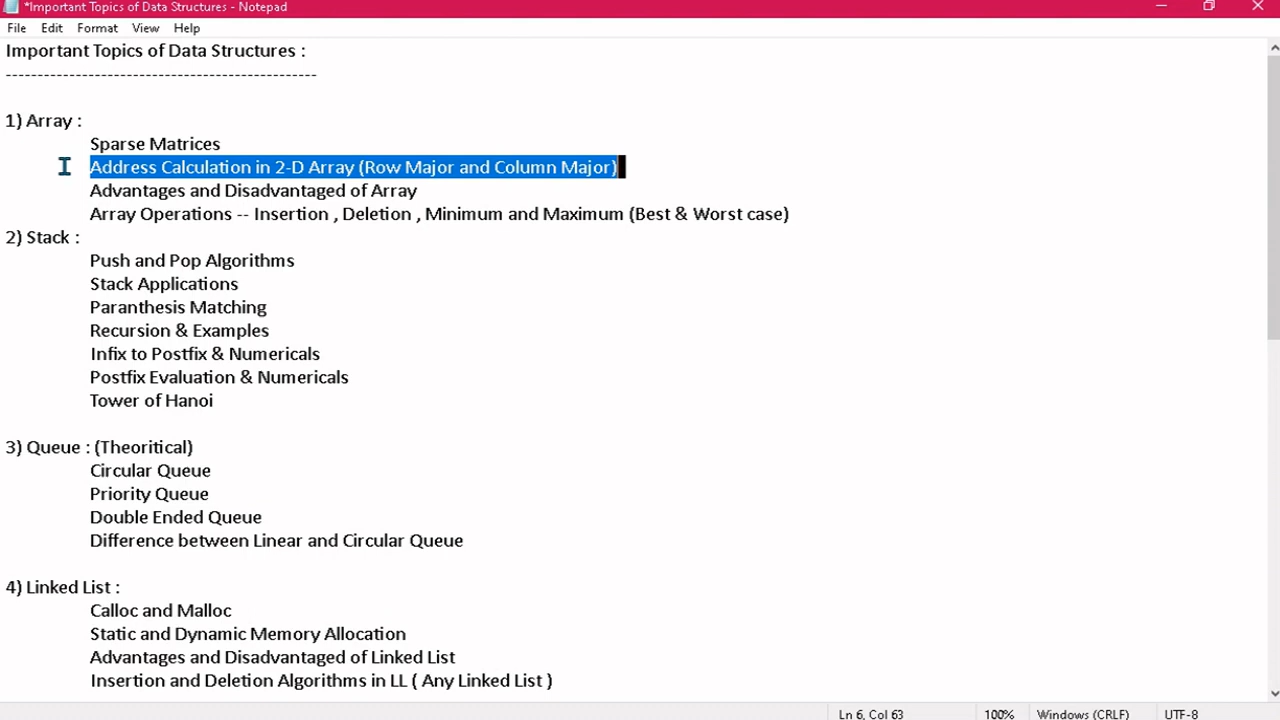 *Important Topics of Data Structures - Notepad
File Edit Format View Help
Important Topics of Data Structures :
-------------------------------------------------
1) Array :
Sparse Matrices
Address Calculation in 2-D Array (Row Major and Column Major)
Advantages and Disadvantaged of Array
Array Operations -- Insertion , Deletion , Minimum and Maximum (Best & Worst case)
2) Stack :
Push and Pop Algorithms
Stack Applications
Paranthesis Matching
Recursion & Examples
Infix to Postfix & Numericals
Postfix Evaluation & Numericals
Tower of Hanoi
3) Queue : (Theoritical)
Circular Queue
Priority Queue
Double Ended Queue
Difference between Linear and Circular Queue
4) Linked List :
Calloc and Malloc
Static and Dynamic Memory Allocation
Advantages and Disadvantaged of Linked List
Insertion and Deletion Algorithms in LL ( Any Linked List )
Ln 6, Col 63 100% Windows (CRLF) UTF-8